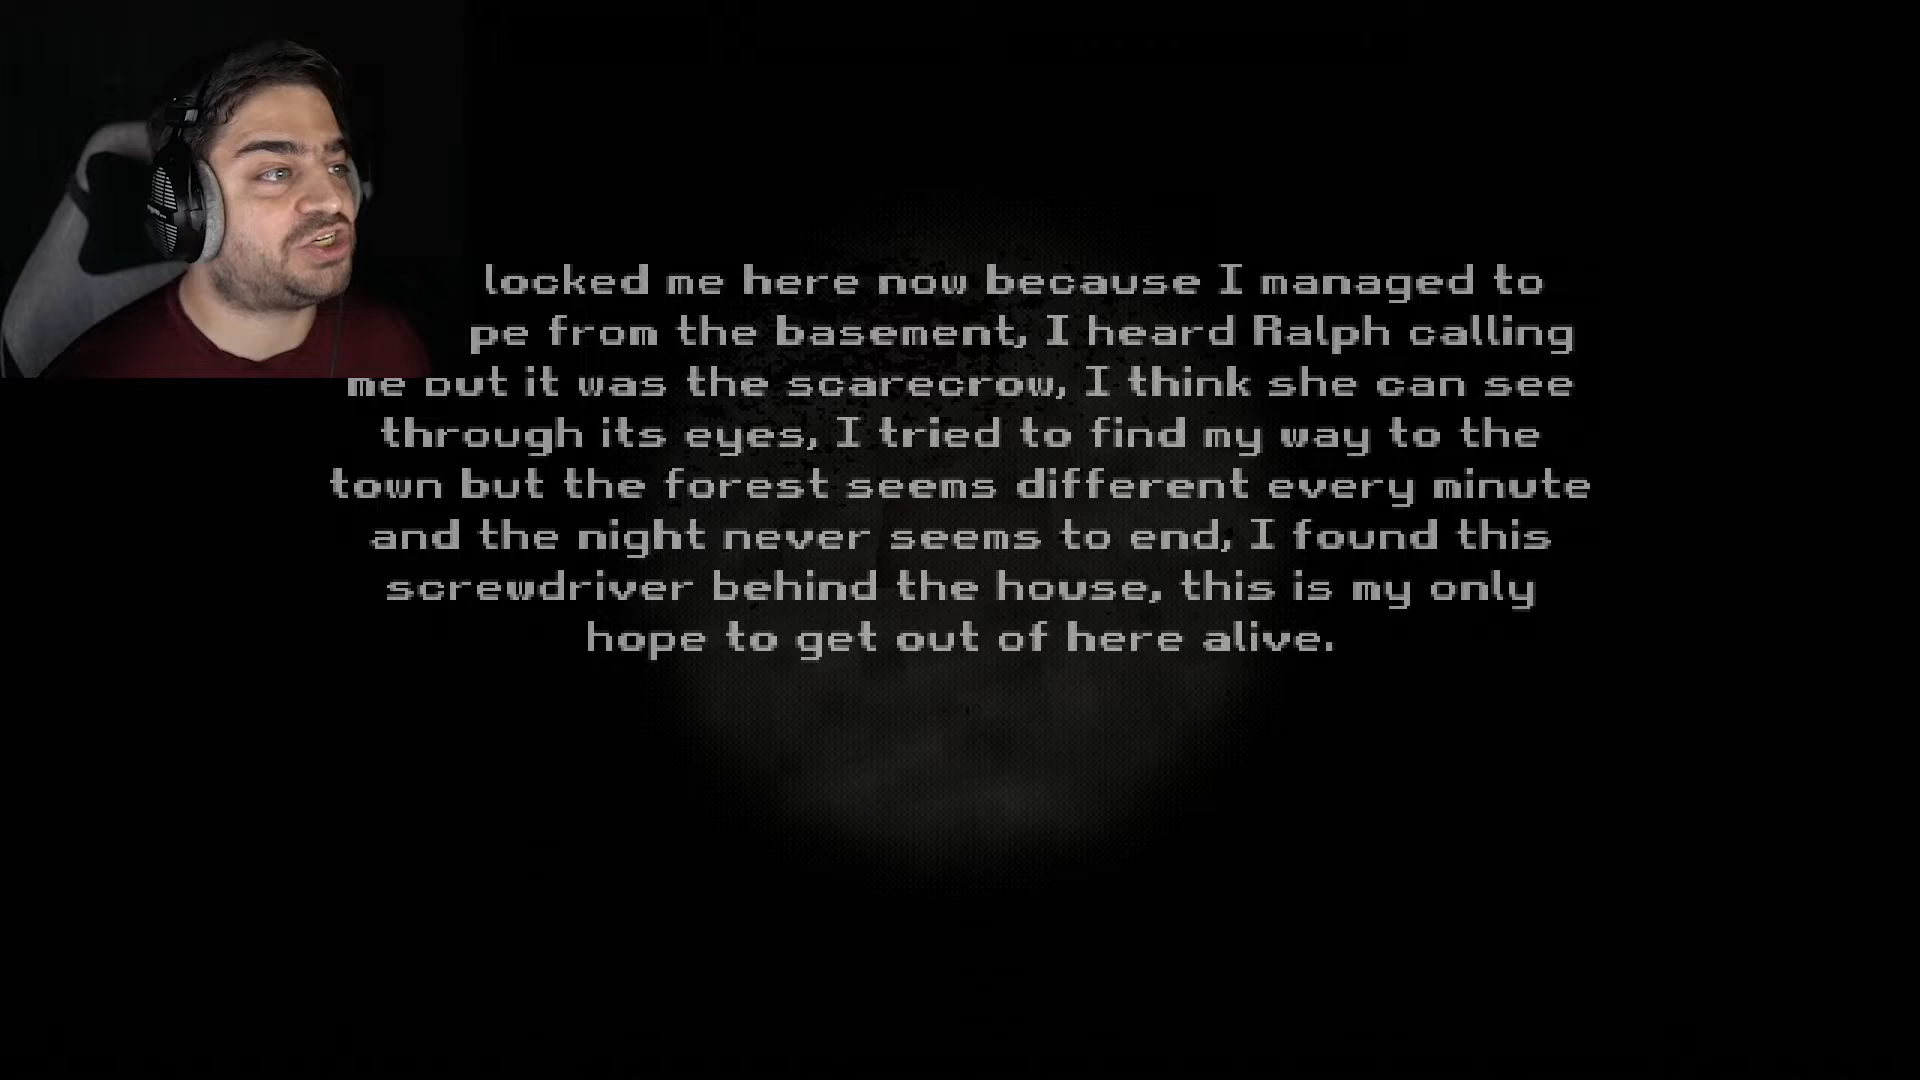 locked me here now because I managed to
pe from the basement, I heard Ralph calling
me but it was the scarecrow, I think she can see
through its eyes, I tried to find my way to the
town but the forest seems different every minute
and the night never seems to end, I found this
screwdriver behind the house, this is my only
hope to get out of here alive.